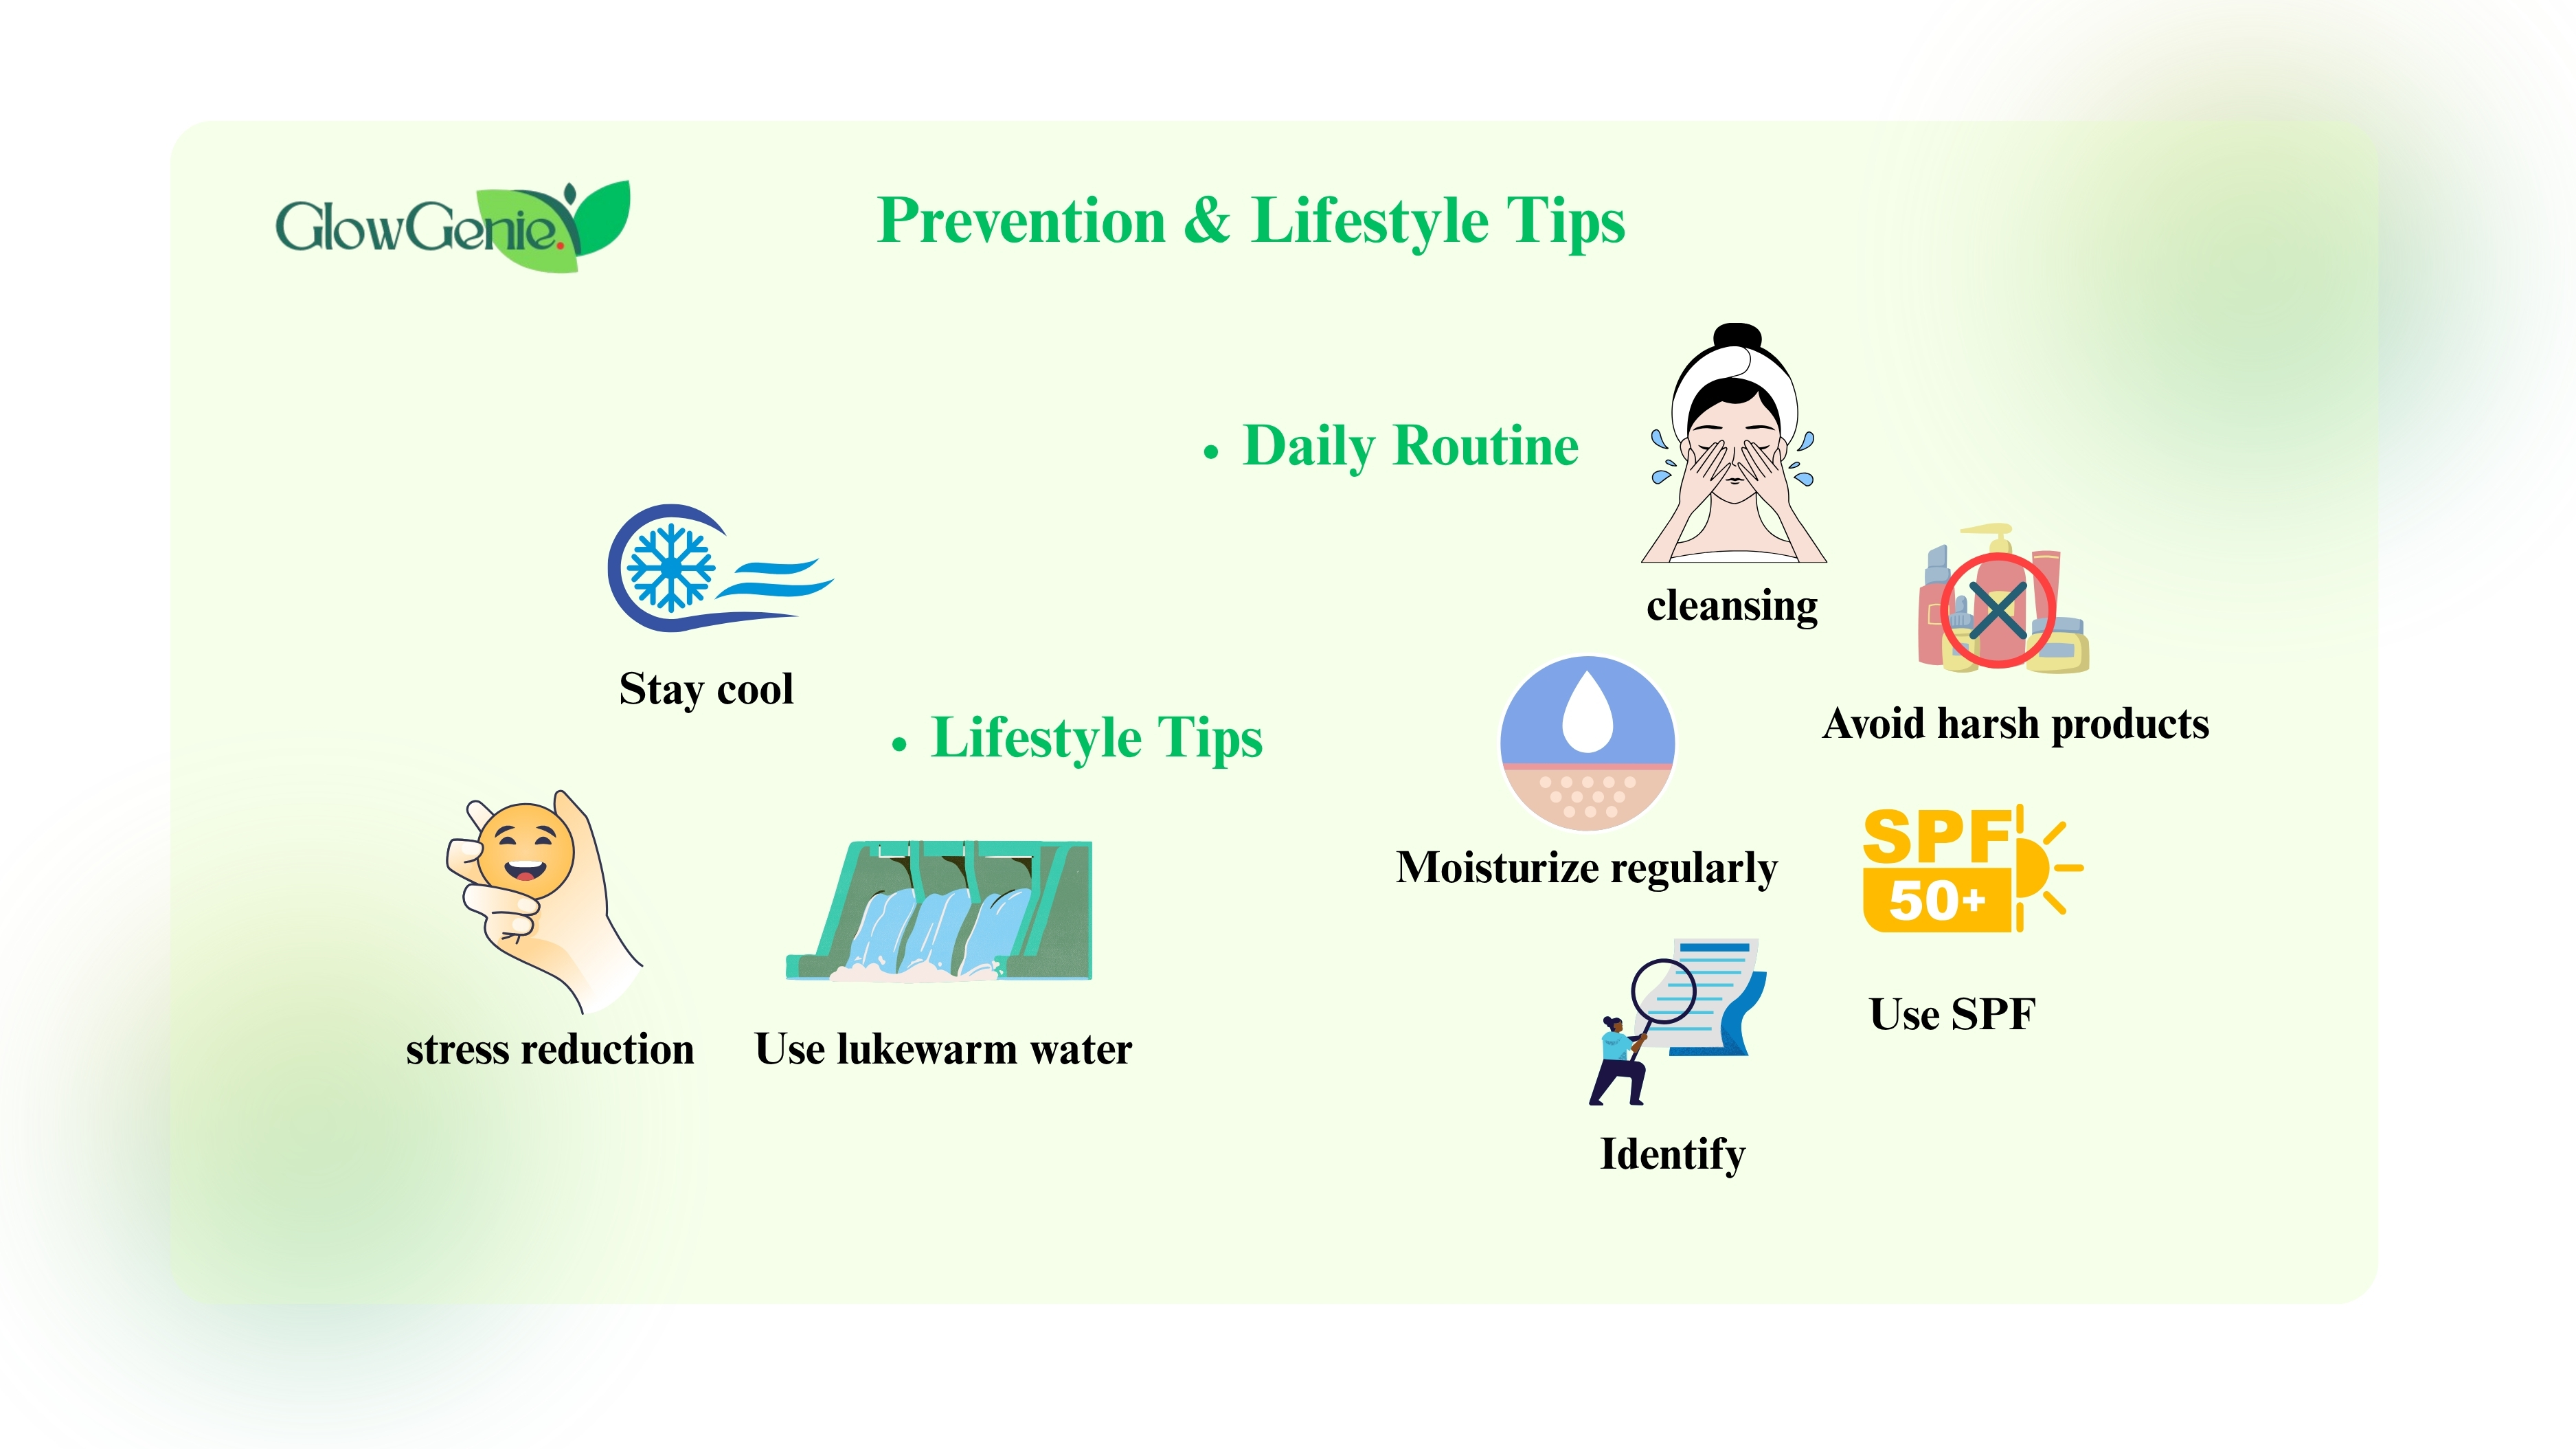 GlowGenie.
Prevention & Lifestyle Tips
• Daily Routine
cleansing
Avoid harsh products
Moisturize regularly
SPF
50+
Use SPF
Identify
Stay cool
• Lifestyle Tips
stress reduction
Use lukewarm water